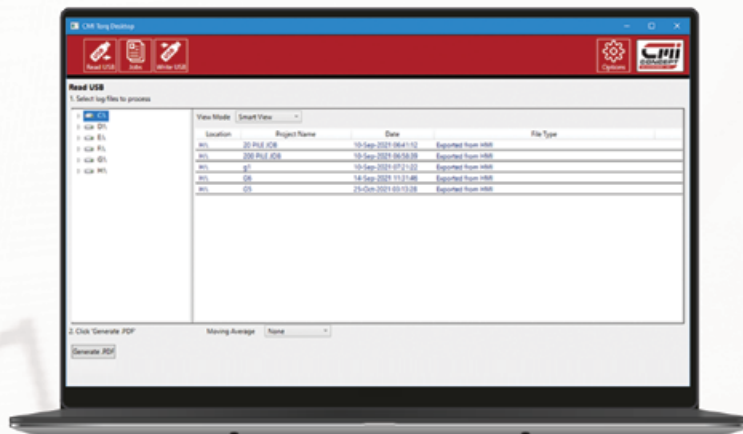 CMI Torq Desktop
Read USB Jobs Write USB Options CMI CONCEPT
Read USB
1. Select log files to process
C:\
D:\
E:\
F:\
G:\
H:\
View Mode Smart View
Location Project Name Date File Type
H:\ 20 PILE JOB 10-Sep-2021 06:41:12 Exported from HMI
H:\ 200 PILE JOB 10-Sep-2021 06:58:39 Exported from HMI
H:\ g1 10-Sep-2021 07:21:22 Exported from HMI
H:\ G6 14-Sep-2021 11:21:46 Exported from HMI
H:\ G5 25-Oct-2021 03:13:28 Exported from HMI
2. Click 'Generate .PDF' Moving Average None
Generate .PDF